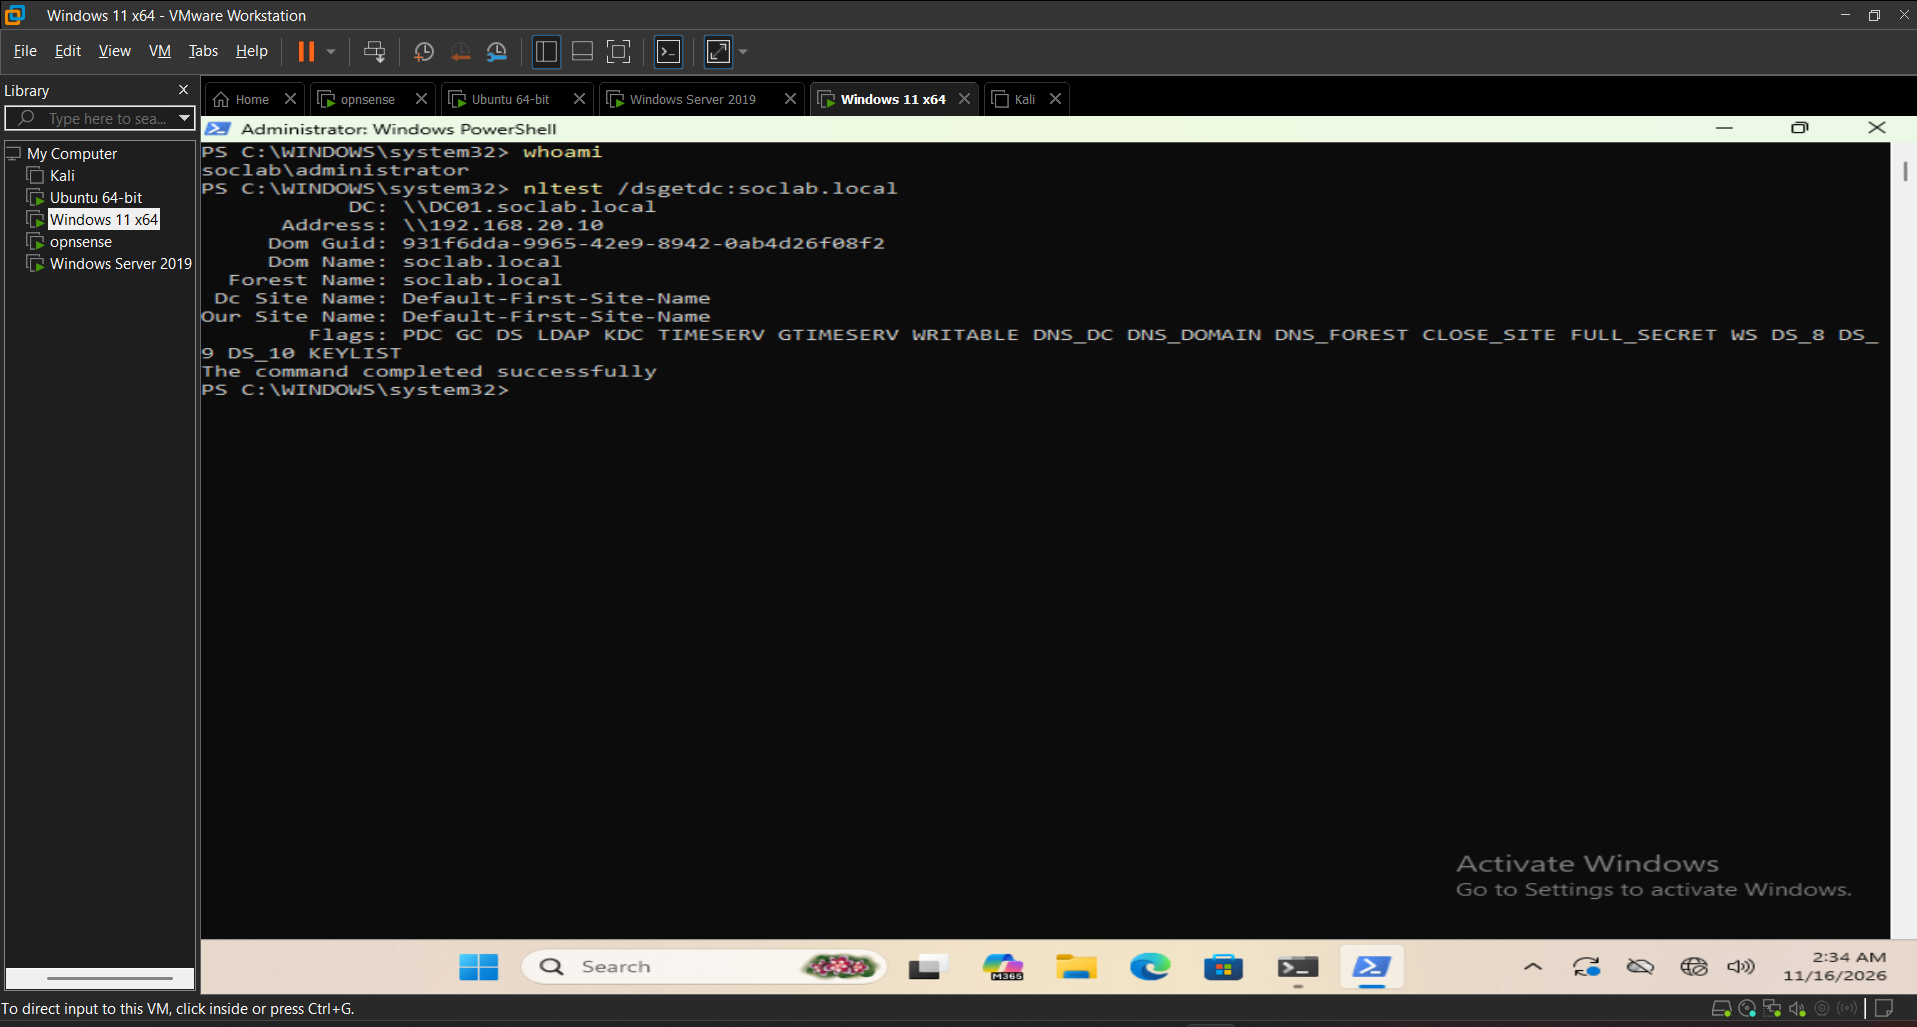 Windows 11 x64 - VMware Workstation
File Edit View VM Tabs Help
Library
Type here to sea...
My Computer
Kali
Ubuntu 64-bit
Windows 11 x64
opnsense
Windows Server 2019
Home opnsense Ubuntu 64-bit Windows Server 2019 Windows 11 x64 Kali
Administrator: Windows PowerShell
PS C:\WINDOWS\system32> whoami
soclab\administrator
PS C:\WINDOWS\system32> nltest /dsgetdc:soclab.local
DC: \\DC01.soclab.local
Address: \\192.168.20.10
Dom Guid: 931f6dda-9965-42e9-8942-0ab4d26f08f2
Dom Name: soclab.local
Forest Name: soclab.local
Dc Site Name: Default-First-Site-Name
Our Site Name: Default-First-Site-Name
Flags: PDC GC DS LDAP KDC TIMESERV GTIMESERV WRITABLE DNS_DC DNS_DOMAIN DNS_FOREST CLOSE_SITE FULL_SECRET WS DS_8 DS_
9 DS_10 KEYLIST
The command completed successfully
PS C:\WINDOWS\system32>
Activate Windows
Go to Settings to activate Windows.
Search
M365
2:34 AM
11/16/2026
To direct input to this VM, click inside or press Ctrl+G.